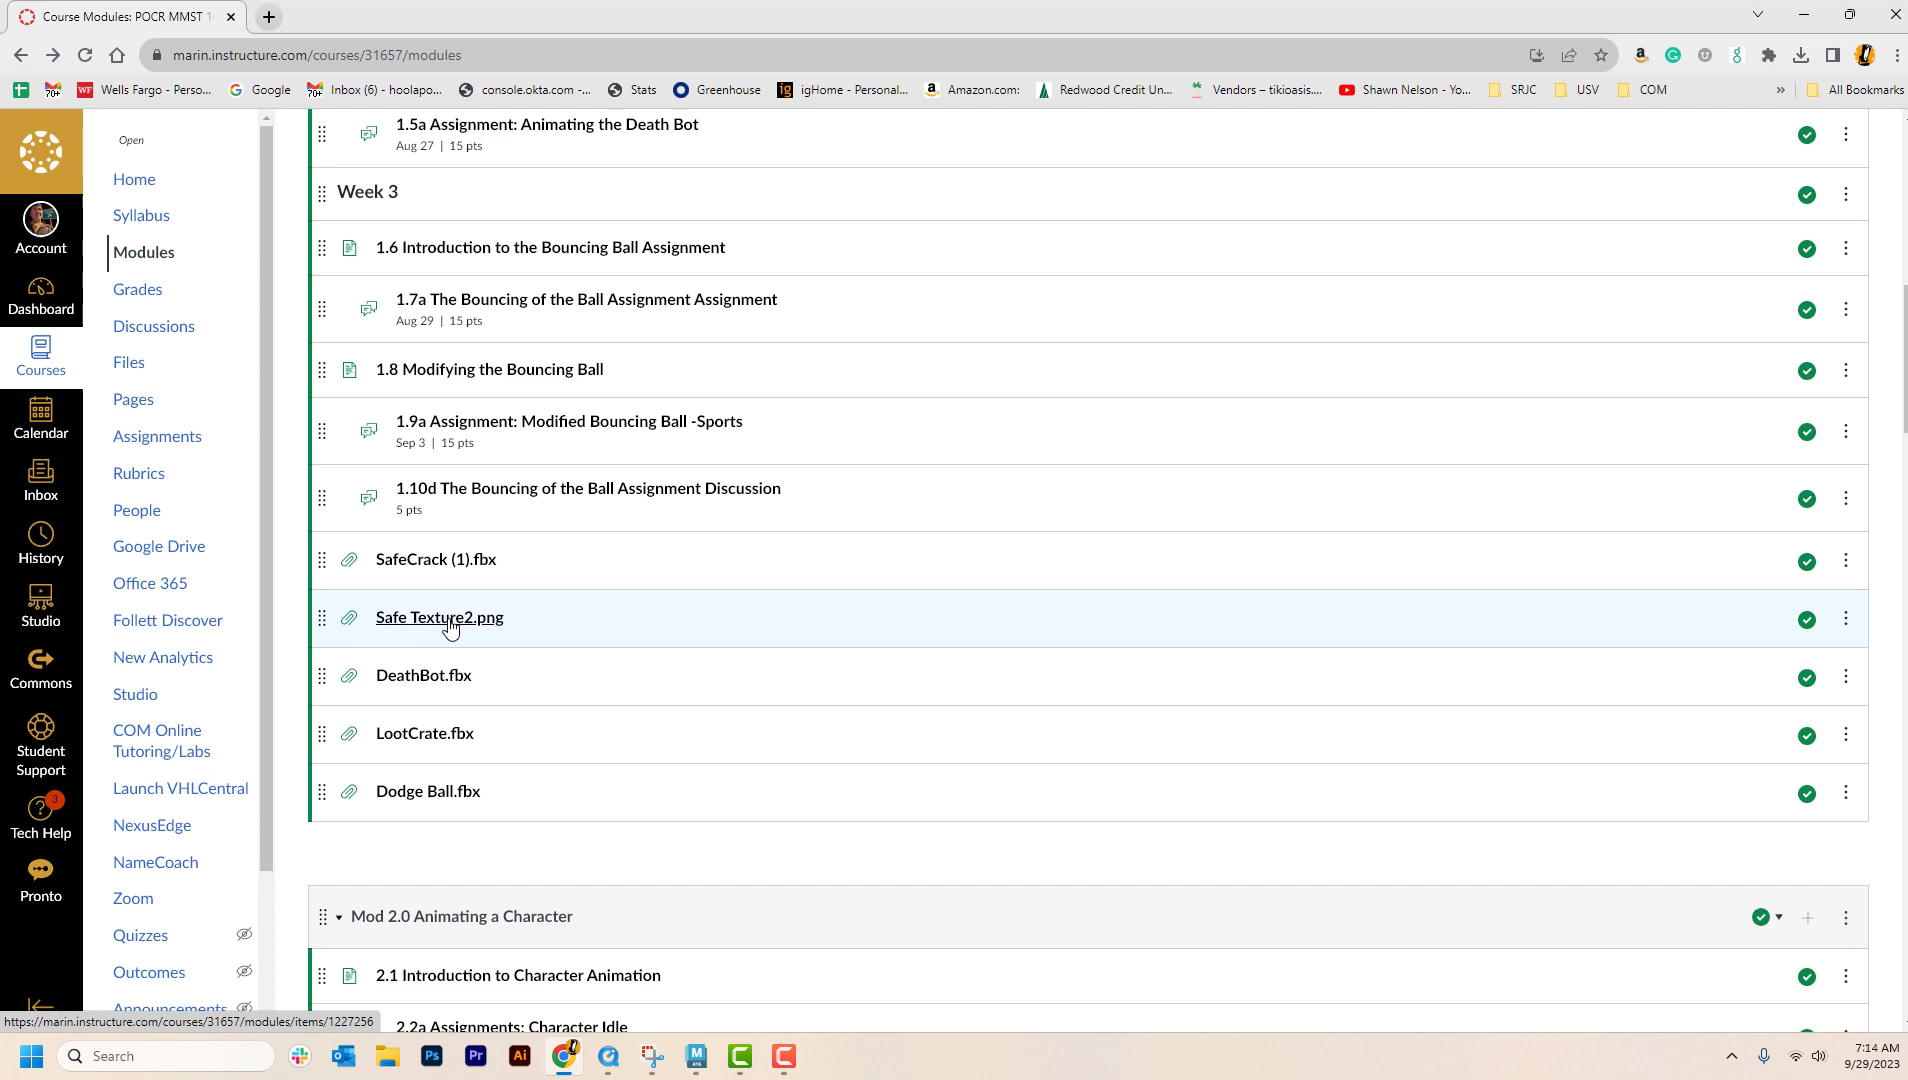 Course Modules: POCR MMST 1
marin.instructure.com/courses/31657/modules
70+
WF
Wells Fargo - Perso...
Google
70+
Inbox (6) - hoolapo...
console.okta.com -...
Stats
Greenhouse
ig
igHome - Personal...
Amazon.com:
Redwood Credit Un...
Vendors – tikioasis....
Shawn Nelson - Yo...
SRJC
USV
COM
»
All Bookmarks
Account
Dashboard
Courses
Calendar
Inbox
History
Studio
Commons
Student
Support
3
Tech Help
Pronto
Open
Home
Syllabus
Modules
Grades
Discussions
Files
Pages
Assignments
Rubrics
People
Google Drive
Office 365
Follett Discover
New Analytics
Studio
COM Online
Tutoring/Labs
Launch VHLCentral
NexusEdge
NameCoach
Zoom
Quizzes
Outcomes
Announcements
1.5a Assignment: Animating the Death Bot
Aug 27 | 15 pts
Week 3
1.6 Introduction to the Bouncing Ball Assignment
1.7a The Bouncing of the Ball Assignment Assignment
Aug 29 | 15 pts
1.8 Modifying the Bouncing Ball
1.9a Assignment: Modified Bouncing Ball -Sports
Sep 3 | 15 pts
1.10d The Bouncing of the Ball Assignment Discussion
5 pts
SafeCrack (1).fbx
Safe Texture2.png
DeathBot.fbx
LootCrate.fbx
Dodge Ball.fbx
Mod 2.0 Animating a Character
2.1 Introduction to Character Animation
2.2a Assignments: Character Idle
https://marin.instructure.com/courses/31657/modules/items/1227256
Search
Ps
Pr
Ai
M
7:14 AM
9/29/2023